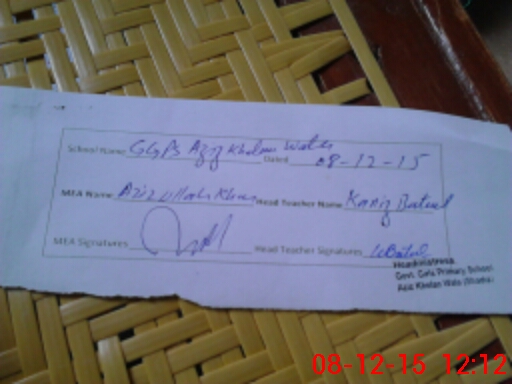 School Name GGPS Aziz Khelan Wala Dated 08-12-15
MEA Name Aziz Ullah Khan Head Teacher Name Kaniz Batool
MEA Signatures Head Teacher Signatures KBatool
Headmistress
Govt. Girls Primary School
Aziz Khelan Wala
08-12-15 12:12